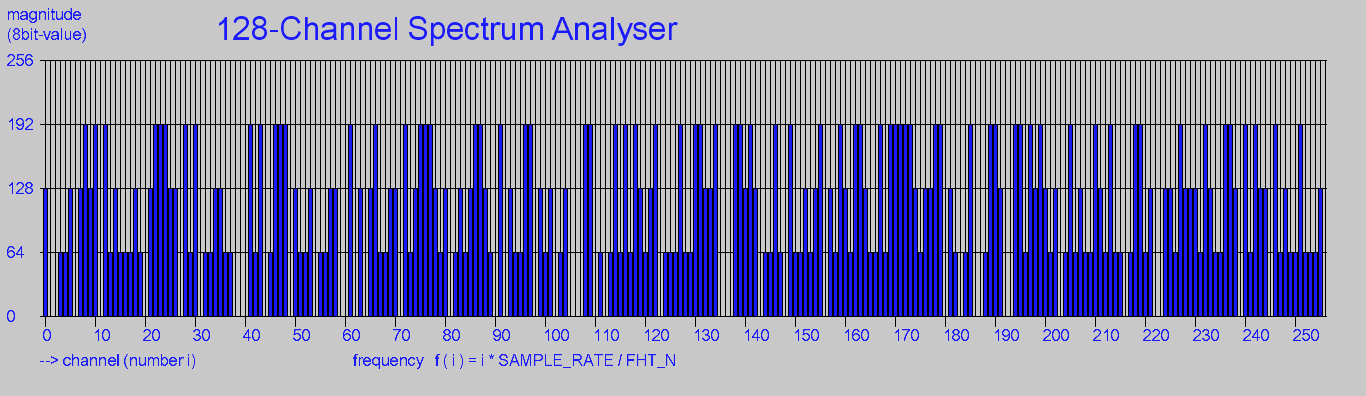 magnitude
(8bit-value)
128-Channel Spectrum Analyser
256
192
128
64
0
0 10 20 30 40 50 60 70 80 90 100 110 120 130 140 150 160 170 180 190 200 210 220 230 240 250
--> channel (number i) frequency f ( i ) = i * SAMPLE_RATE / FHT_N